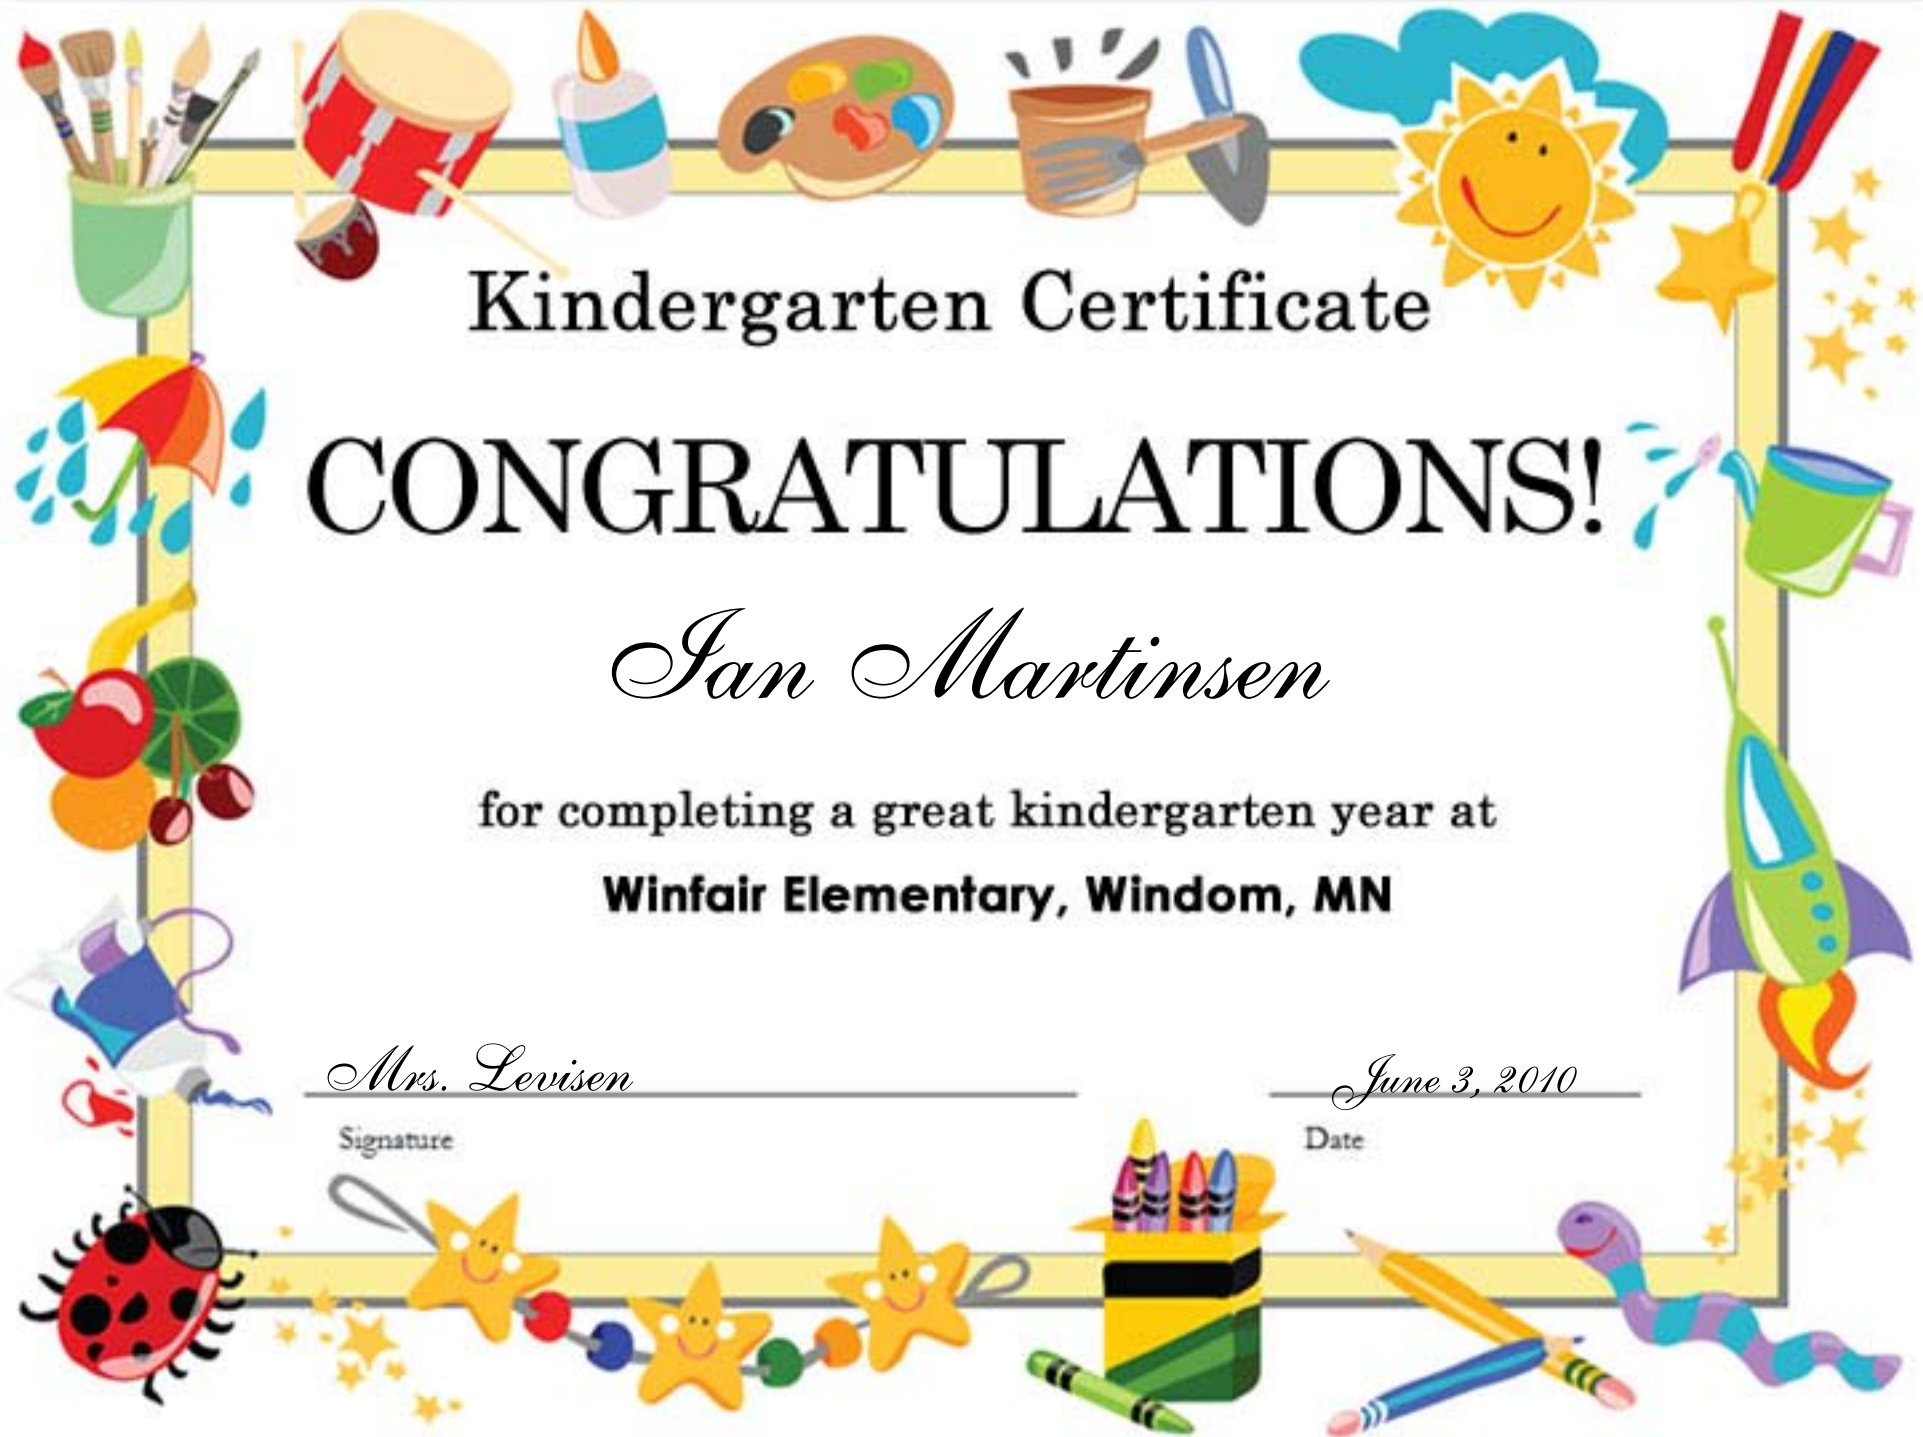 Kindergarten Certificate
CONGRATULATIONS!
Ian Martinsen
for completing a great kindergarten year at
Winfair Elementary, Windom, MN
Mrs. Levisen
June 3, 2010
Signature
Date